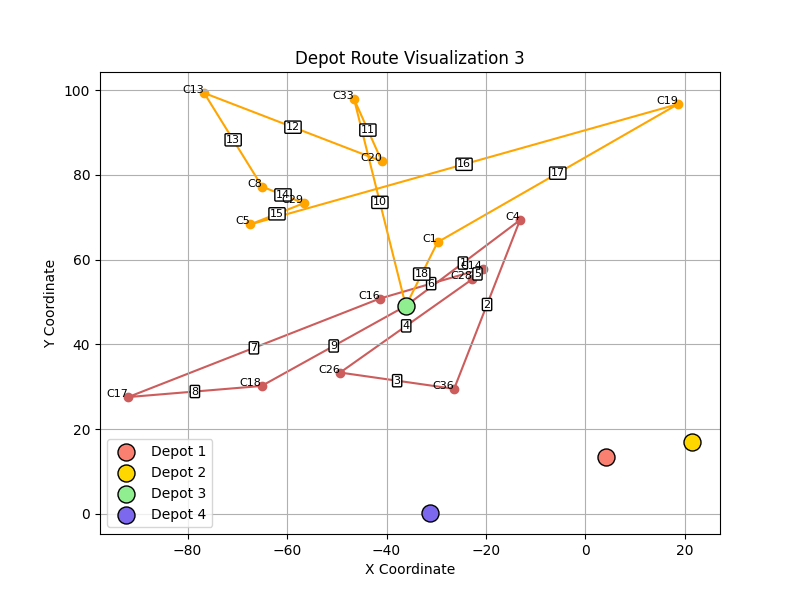 Depot Route Visualization 3
Y Coordinate
100
80
60
40
20
0
−80
−60
−40
−20
0
20
X Coordinate
C13
C33
C19
C20
C8
C29
C5
C4
C1
C14
C28
C16
C26
C36
C18
C17
1
2
3
4
5
6
7
8
9
10
11
12
13
14
15
16
17
18
Depot 1
Depot 2
Depot 3
Depot 4